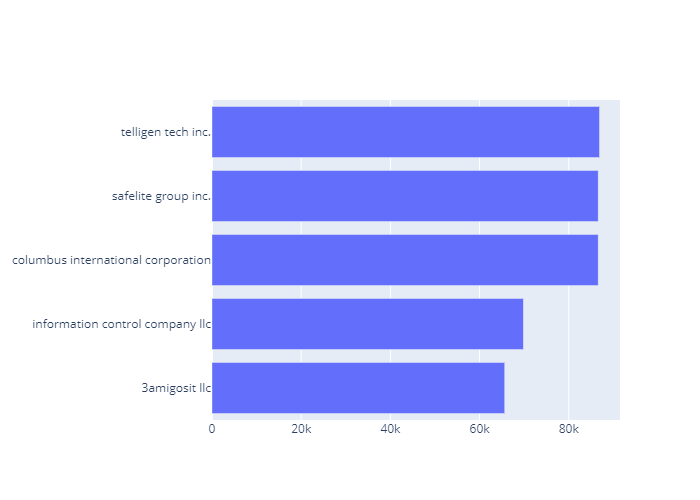 telligen tech inc.
safelite group inc.
columbus international corporation
information control company llc
3amigosit llc
0 20k 40k 60k 80k